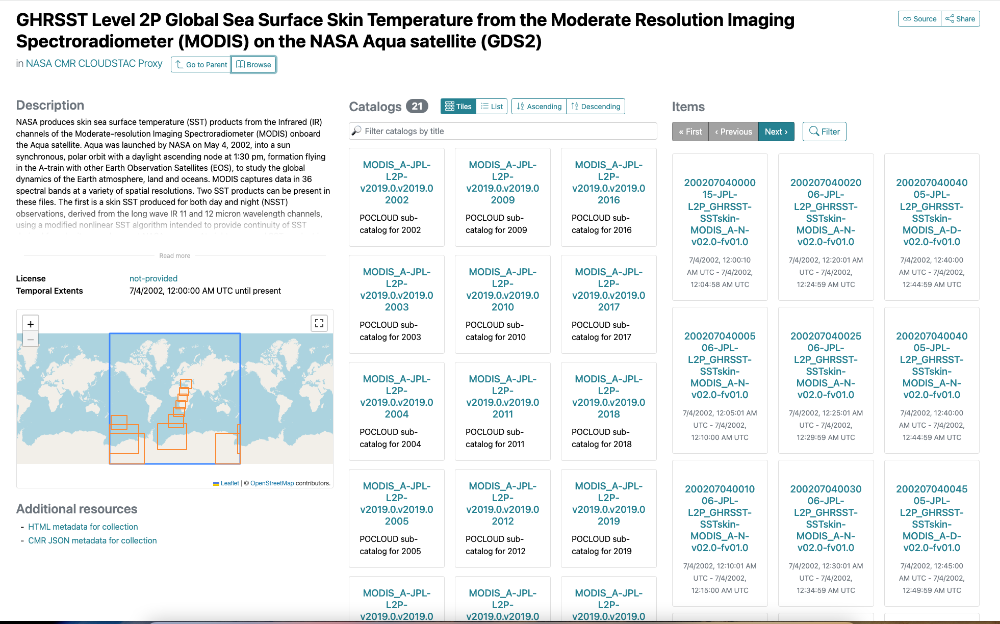 GHRSST Level 2P Global Sea Surface Skin Temperature from the Moderate Resolution Imaging
Spectroradiometer (MODIS) on the NASA Aqua satellite (GDS2)
Source
Share
in NASA CMR CLOUDSTAC Proxy
Go to Parent
Browse
Description
NASA produces skin sea surface temperature (SST) products from the Infrared (IR)
channels of the Moderate-resolution Imaging Spectroradiometer (MODIS) onboard
the Aqua satellite. Aqua was launched by NASA on May 4, 2002, into a sun
synchronous, polar orbit with a daylight ascending node at 1:30 pm, formation flying
in the A-train with other Earth Observation Satellites (EOS), to study the global
dynamics of the Earth atmosphere, land and oceans. MODIS captures data in 36
spectral bands at a variety of spatial resolutions. Two SST products can be present in
these files. The first is a skin SST produced for both day and night (NSST)
observations, derived from the long wave IR 11 and 12 micron wavelength channels,
using a modified nonlinear SST algorithm intended to provide continuity of SST
Read more
License not-provided
Temporal Extents 7/4/2002, 12:00:00 AM UTC until present
+
−
Leaflet | © OpenStreetMap contributors.
Additional resources
- HTML metadata for collection
- CMR JSON metadata for collection
Catalogs 21
Tiles
List
Ascending
Descending
Filter catalogs by title
MODIS_A-JPL-
L2P-
v2019.0.v2019.0
2002
POCLOUD sub-
catalog for 2002
MODIS_A-JPL-
L2P-
v2019.0.v2019.0
2009
POCLOUD sub-
catalog for 2009
MODIS_A-JPL-
L2P-
v2019.0.v2019.0
2016
POCLOUD sub-
catalog for 2016
MODIS_A-JPL-
L2P-
v2019.0.v2019.0
2003
POCLOUD sub-
catalog for 2003
MODIS_A-JPL-
L2P-
v2019.0.v2019.0
2010
POCLOUD sub-
catalog for 2010
MODIS_A-JPL-
L2P-
v2019.0.v2019.0
2017
POCLOUD sub-
catalog for 2017
MODIS_A-JPL-
L2P-
v2019.0.v2019.0
2004
POCLOUD sub-
catalog for 2004
MODIS_A-JPL-
L2P-
v2019.0.v2019.0
2011
POCLOUD sub-
catalog for 2011
MODIS_A-JPL-
L2P-
v2019.0.v2019.0
2018
POCLOUD sub-
catalog for 2018
MODIS_A-JPL-
L2P-
v2019.0.v2019.0
2005
POCLOUD sub-
catalog for 2005
MODIS_A-JPL-
L2P-
v2019.0.v2019.0
2012
POCLOUD sub-
catalog for 2012
MODIS_A-JPL-
L2P-
v2019.0.v2019.0
2019
POCLOUD sub-
catalog for 2019
MODIS_A-JPL-
L2P-
v2019.0.v2019.0
MODIS_A-JPL-
L2P-
v2019.0.v2019.0
MODIS_A-JPL-
L2P-
v2019.0.v2019.0
Items
« First
‹ Previous
Next ›
Filter
200207040000
15-JPL-
L2P_GHRSST-
SSTskin-
MODIS_A-N-
v02.0-fv01.0
7/4/2002, 12:00:10
AM UTC - 7/4/2002,
12:04:58 AM UTC
200207040020
06-JPL-
L2P_GHRSST-
SSTskin-
MODIS_A-N-
v02.0-fv01.0
7/4/2002, 12:20:01 AM
UTC - 7/4/2002,
12:24:59 AM UTC
200207040040
05-JPL-
L2P_GHRSST-
SSTskin-
MODIS_A-D-
v02.0-fv01.0
7/4/2002, 12:40:00
AM UTC - 7/4/2002,
12:44:59 AM UTC
200207040005
06-JPL-
L2P_GHRSST-
SSTskin-
MODIS_A-N-
v02.0-fv01.0
7/4/2002, 12:05:01 AM
UTC - 7/4/2002,
12:10:00 AM UTC
200207040025
06-JPL-
L2P_GHRSST-
SSTskin-
MODIS_A-N-
v02.0-fv01.0
7/4/2002, 12:25:01 AM
UTC - 7/4/2002,
12:29:59 AM UTC
200207040040
05-JPL-
L2P_GHRSST-
SSTskin-
MODIS_A-N-
v02.0-fv01.0
7/4/2002, 12:40:00
AM UTC - 7/4/2002,
12:44:59 AM UTC
200207040010
06-JPL-
L2P_GHRSST-
SSTskin-
MODIS_A-N-
v02.0-fv01.0
7/4/2002, 12:10:01 AM
UTC - 7/4/2002,
12:15:00 AM UTC
200207040030
06-JPL-
L2P_GHRSST-
SSTskin-
MODIS_A-N-
v02.0-fv01.0
7/4/2002, 12:30:01 AM
UTC - 7/4/2002,
12:34:59 AM UTC
200207040045
05-JPL-
L2P_GHRSST-
SSTskin-
MODIS_A-D-
v02.0-fv01.0
7/4/2002, 12:45:00
AM UTC - 7/4/2002,
12:49:59 AM UTC